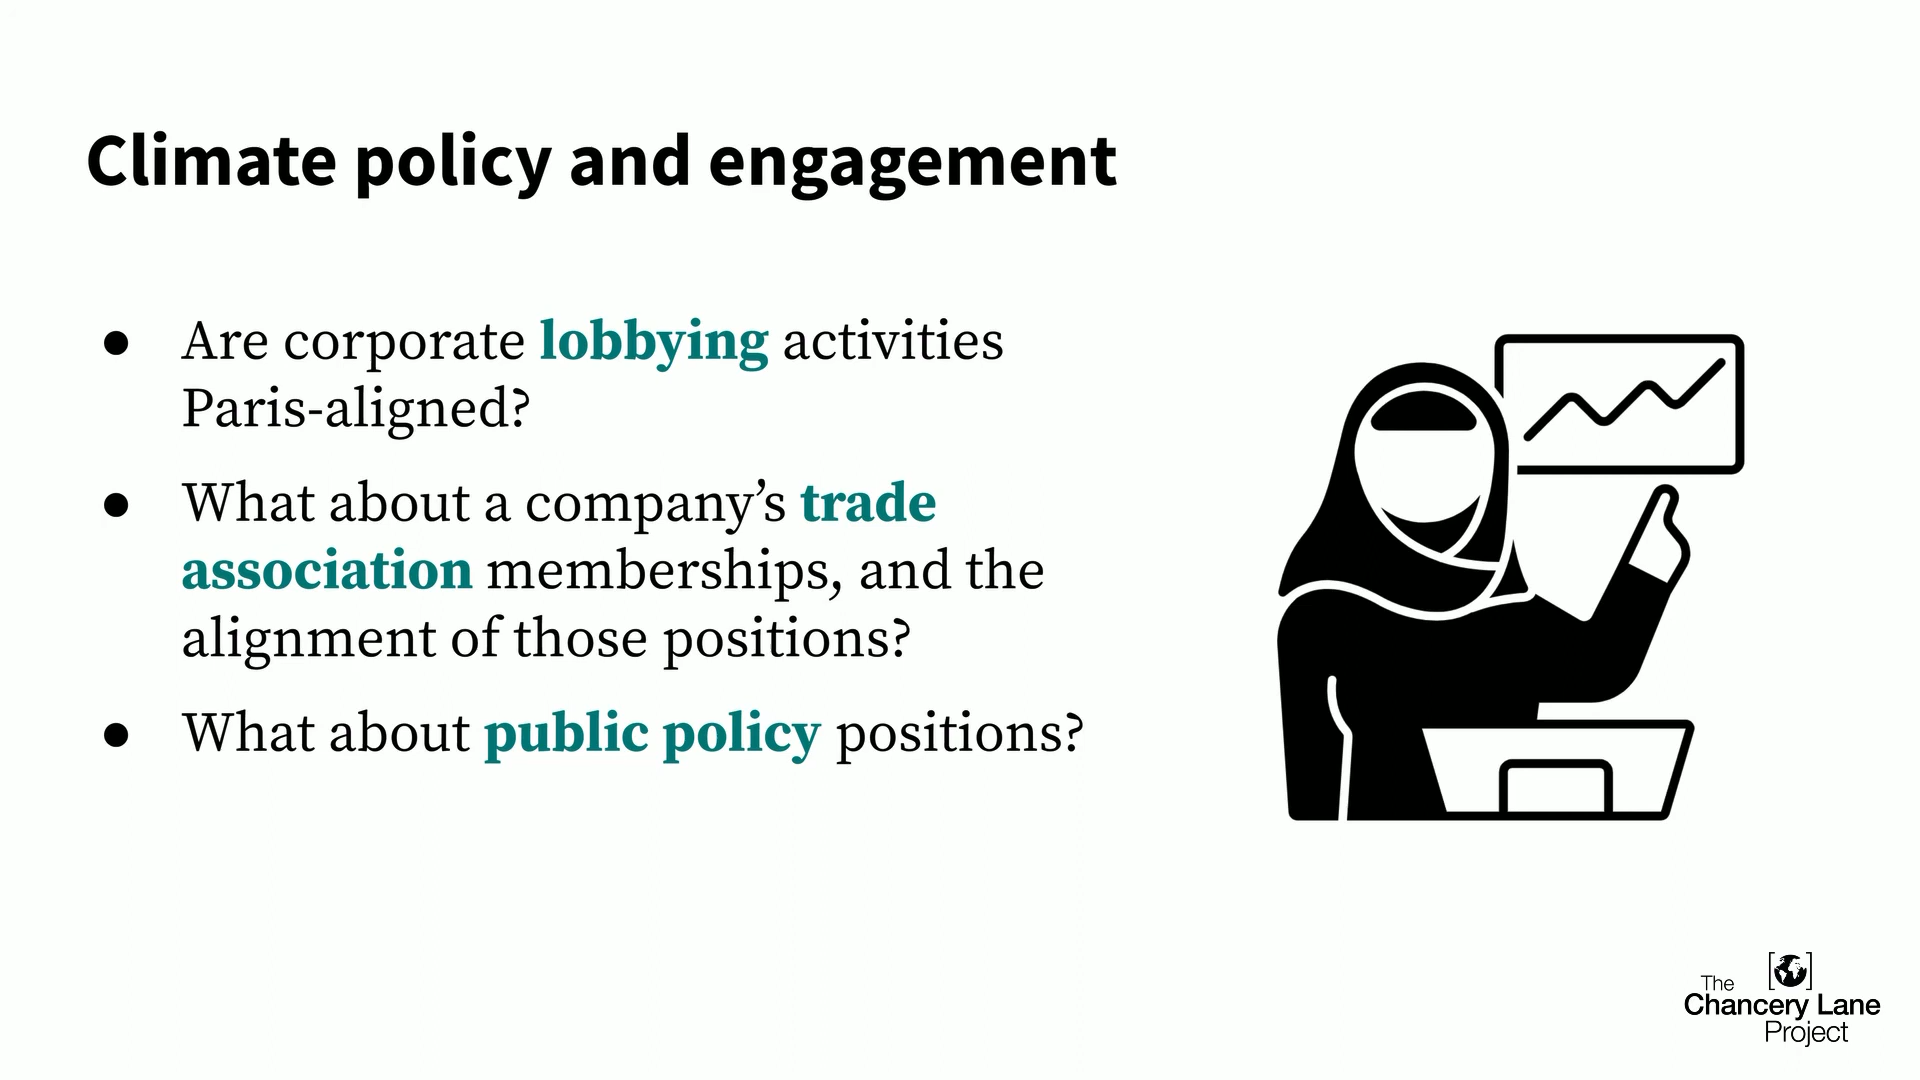 Climate policy and engagement
● Are corporate lobbying activities
Paris-aligned?
● What about a company’s trade
association memberships, and the
alignment of those positions?
● What about public policy positions?
The
Chancery Lane
Project